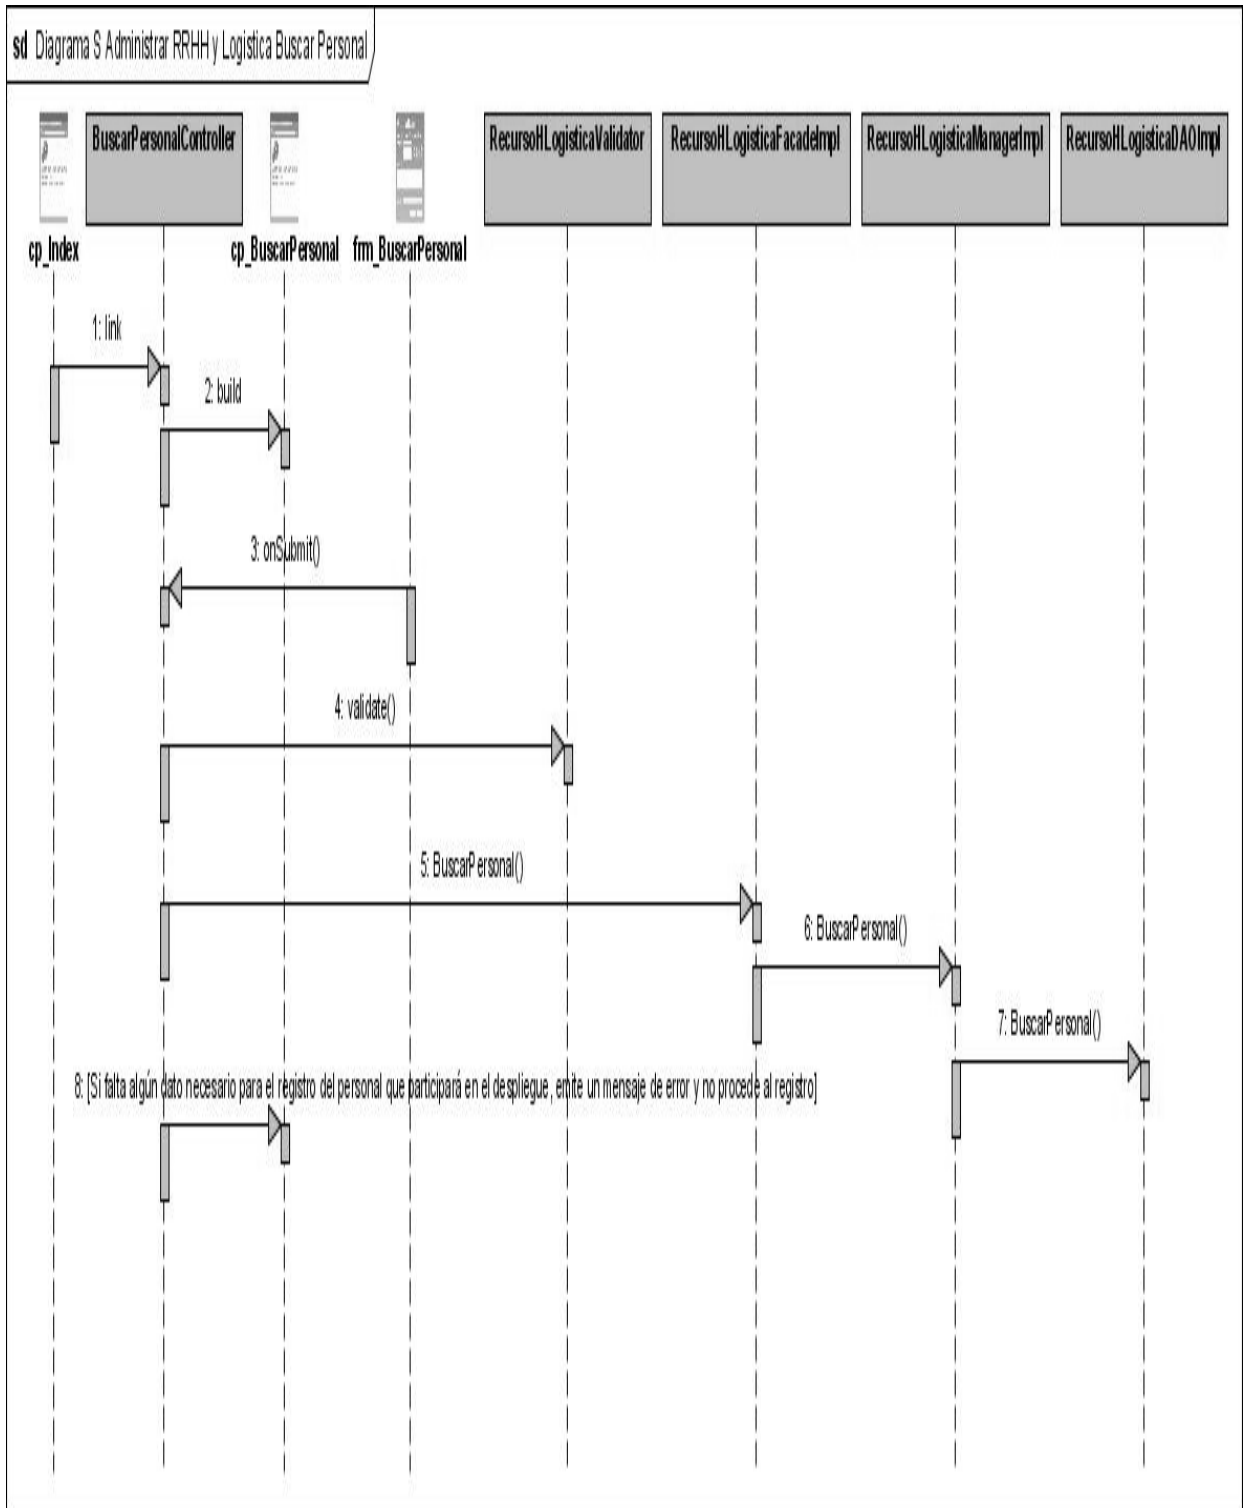 sd Diagrama S Administrar RRHH y Logistica Buscar Personal
BuscarPersonalController
RecursoHLogisticaValidator
RecursoHLogisticaFacadeImpl
RecursoHLogisticaManagerImpl
RecursoHLogisticaDAOImpl
cp_Index
cp_BuscarPersonal
frm_BuscarPersonal
1: link
2: build
3: onSubmit()
4: validate()
5: BuscarPersonal()
6: BuscarPersonal()
7: BuscarPersonal()
8: [Si falta algún dato necesario para el registro del personal que participará en el despliegue, emite un mensaje de error y no procede al registro]